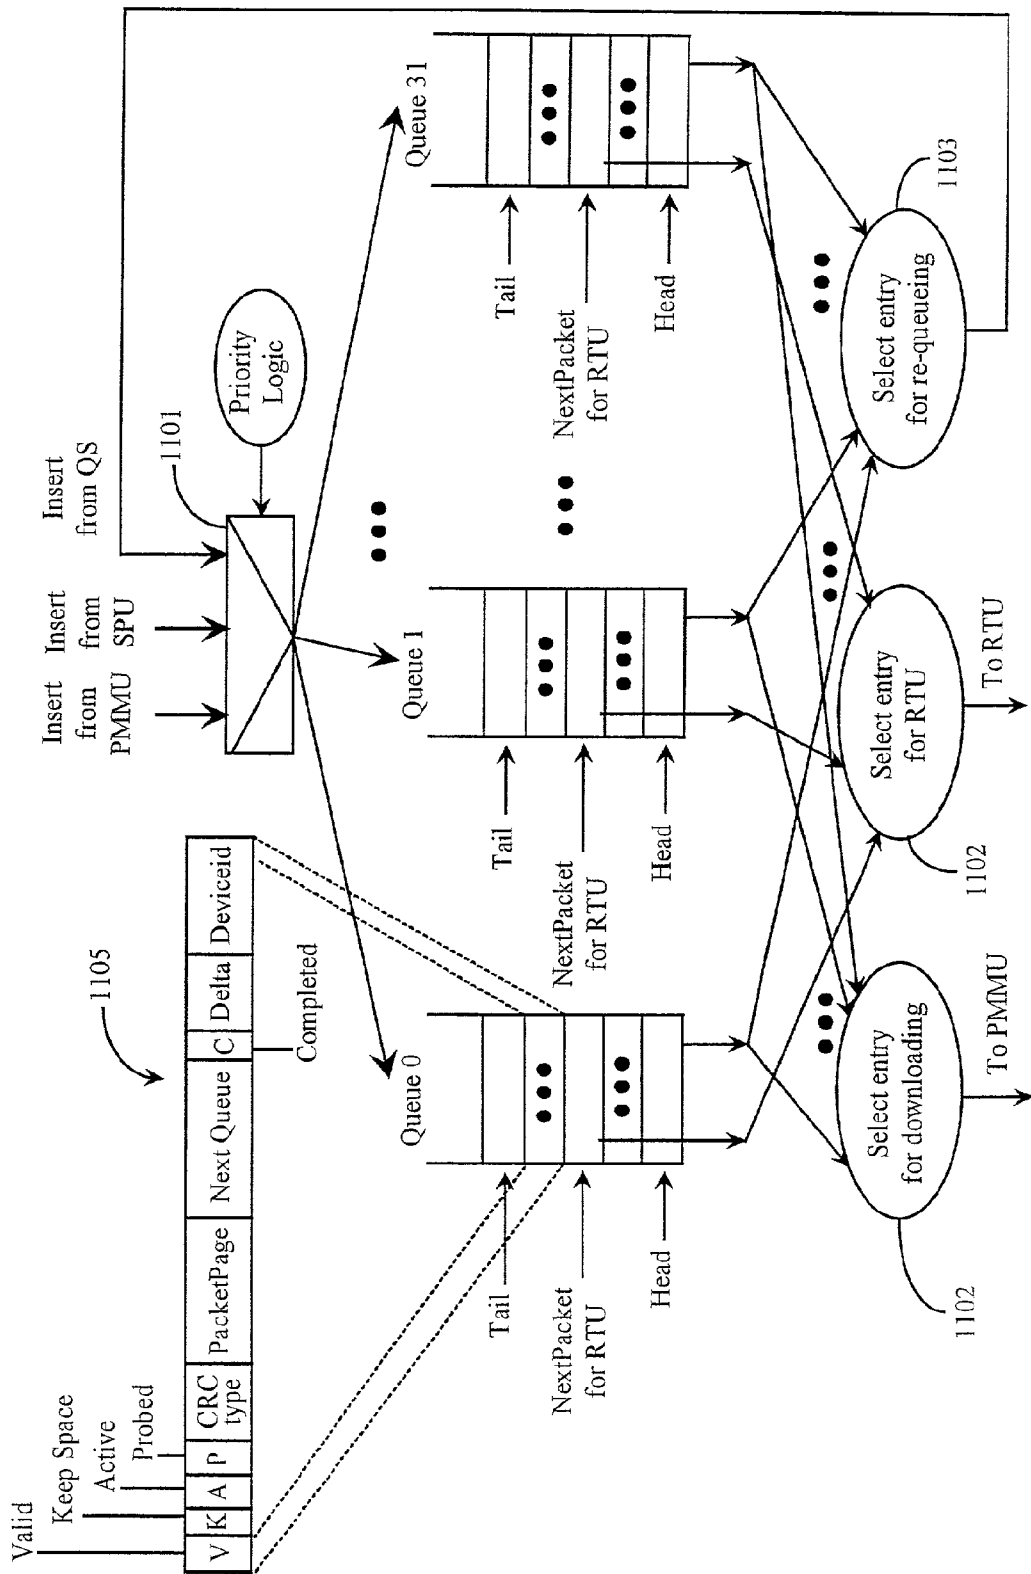 Valid
Keep Space
Active
Probed
V
K
A
P
CRC
type
PacketPage
Next Queue
C
Delta
Deviceid
Completed
1105
Insert
from
PMMU
Insert
from
SPU
Insert
from QS
1101
Priority
Logic
Queue 0
Queue 1
Queue 31
Tail
NextPacket
for RTU
Head
Tail
NextPacket
for RTU
Head
Tail
NextPacket
for RTU
Head
Select entry
for downloading
1102
To PMMU
Select entry
for RTU
1102
To RTU
Select entry
for re-queueing
1103